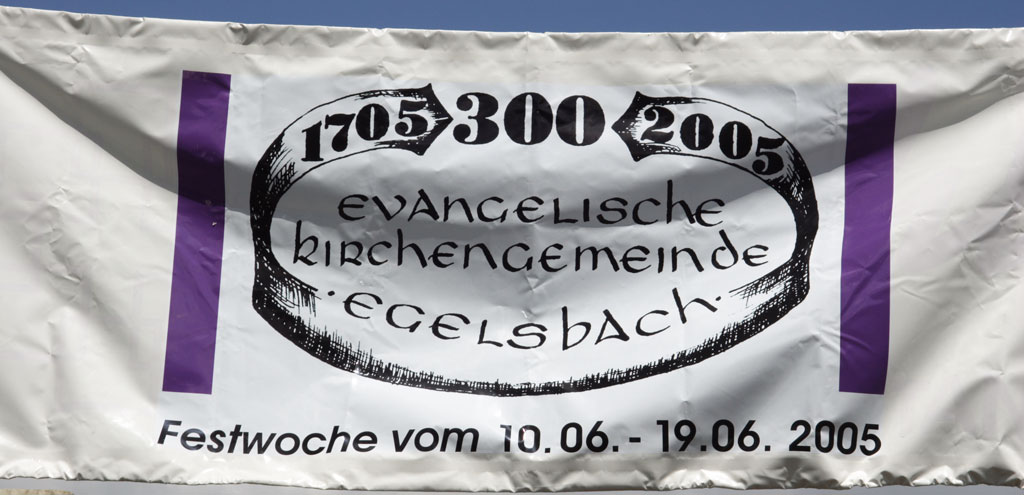 1705 300 2005
evangelische
kirchengemeinde
· egelsbach ·
Festwoche vom 10.06. - 19.06. 2005